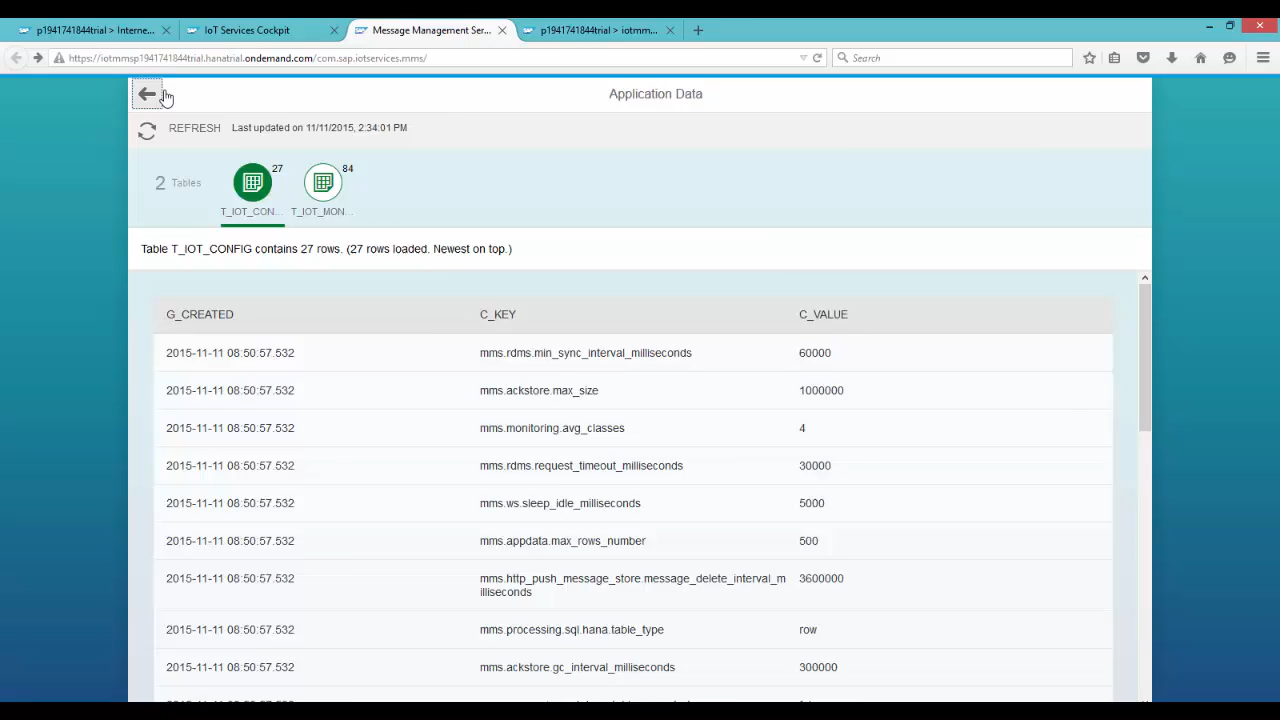 p1941741844trial > Interne...
IoT Services Cockpit
Message Management Ser...
p1941741844trial > iotmm...
https://iotmmsp1941741844trial.hanatrial.ondemand.com/com.sap.iotservices.mms/
Search
Application Data
REFRESH Last updated on 11/11/2015, 2:34:01 PM
2 Tables
27
84
T_IOT_CON...
T_IOT_MON...
Table T_IOT_CONFIG contains 27 rows. (27 rows loaded. Newest on top.)
G_CREATED C_KEY C_VALUE
2015-11-11 08:50:57.532 mms.rdms.min_sync_interval_milliseconds 60000
2015-11-11 08:50:57.532 mms.ackstore.max_size 1000000
2015-11-11 08:50:57.532 mms.monitoring.avg_classes 4
2015-11-11 08:50:57.532 mms.rdms.request_timeout_milliseconds 30000
2015-11-11 08:50:57.532 mms.ws.sleep_idle_milliseconds 5000
2015-11-11 08:50:57.532 mms.appdata.max_rows_number 500
2015-11-11 08:50:57.532 mms.http_push_message_store.message_delete_interval_m 3600000
illiseconds
2015-11-11 08:50:57.532 mms.processing.sql.hana.table_type row
2015-11-11 08:50:57.532 mms.ackstore.gc_interval_milliseconds 300000